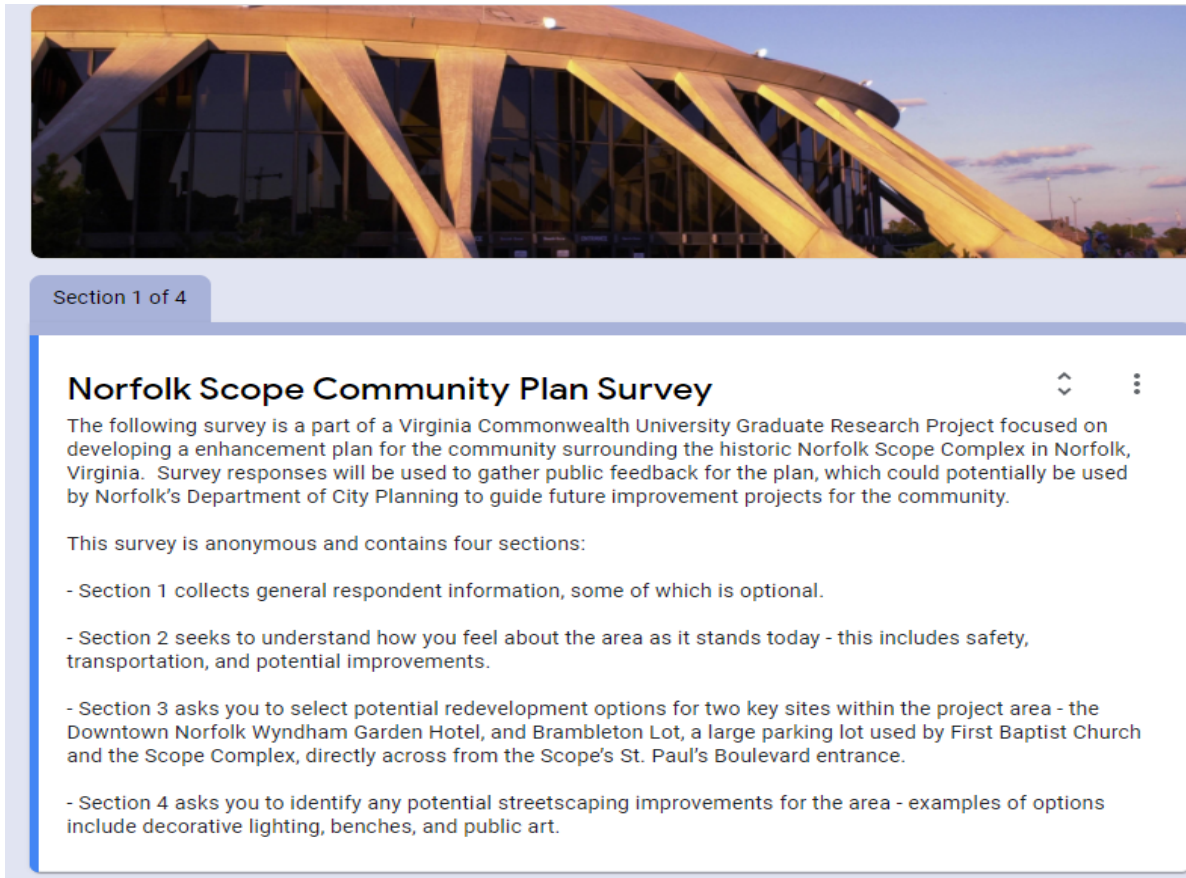 Section 1 of 4
Norfolk Scope Community Plan Survey
The following survey is a part of a Virginia Commonwealth University Graduate Research Project focused on
developing a enhancement plan for the community surrounding the historic Norfolk Scope Complex in Norfolk,
Virginia.  Survey responses will be used to gather public feedback for the plan, which could potentially be used
by Norfolk's Department of City Planning to guide future improvement projects for the community.
This survey is anonymous and contains four sections:
- Section 1 collects general respondent information, some of which is optional.
- Section 2 seeks to understand how you feel about the area as it stands today - this includes safety,
transportation, and potential improvements.
- Section 3 asks you to select potential redevelopment options for two key sites within the project area - the
Downtown Norfolk Wyndham Garden Hotel, and Brambleton Lot, a large parking lot used by First Baptist Church
and the Scope Complex, directly across from the Scope's St. Paul's Boulevard entrance.
- Section 4 asks you to identify any potential streetscaping improvements for the area - examples of options
include decorative lighting, benches, and public art.